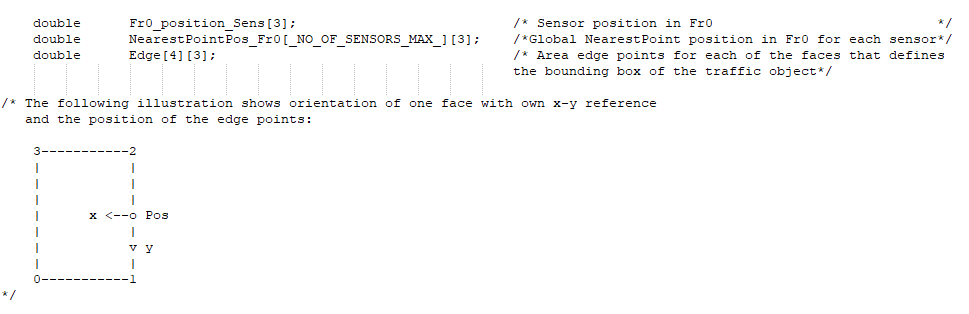 double      Fr0_position_Sens[3];                           /* Sensor position in Fr0                            */
    double      NearestPointPos_Fr0[_NO_OF_SENSORS_MAX_][3];    /*Global NearestPoint position in Fr0 for each sensor*/
    double      Edge[4][3];                                     /* Area edge points for each of the faces that defines
                                                                the bounding box of the traffic object*/
/* The following illustration shows orientation of one face with own x-y reference
   and the position of the edge points:
    3-----------2
    |           |
    |           |
    |           |
    |      x <--o Pos
    |           |
    |           v y
    |           |
    0-----------1
*/